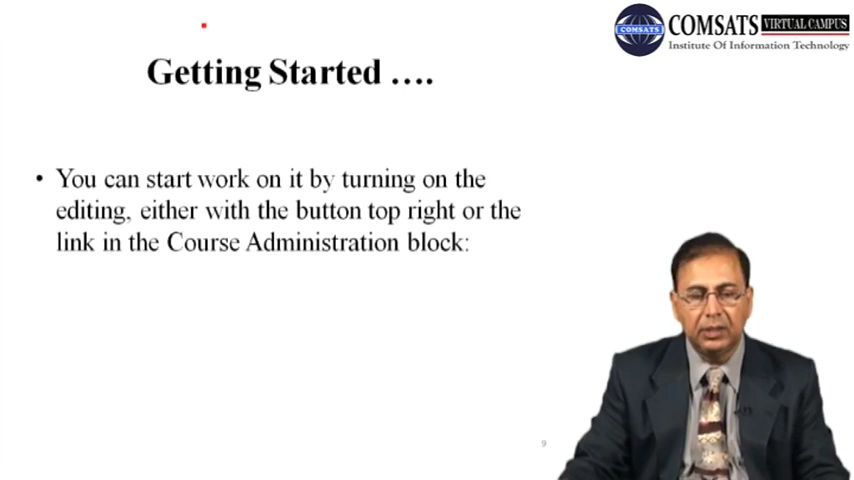 COMSATS VIRTUAL CAMPUS
COMSATS
Institute Of Information Technology
Getting Started ….
• You can start work on it by turning on the
editing, either with the button top right or the
link in the Course Administration block:
9